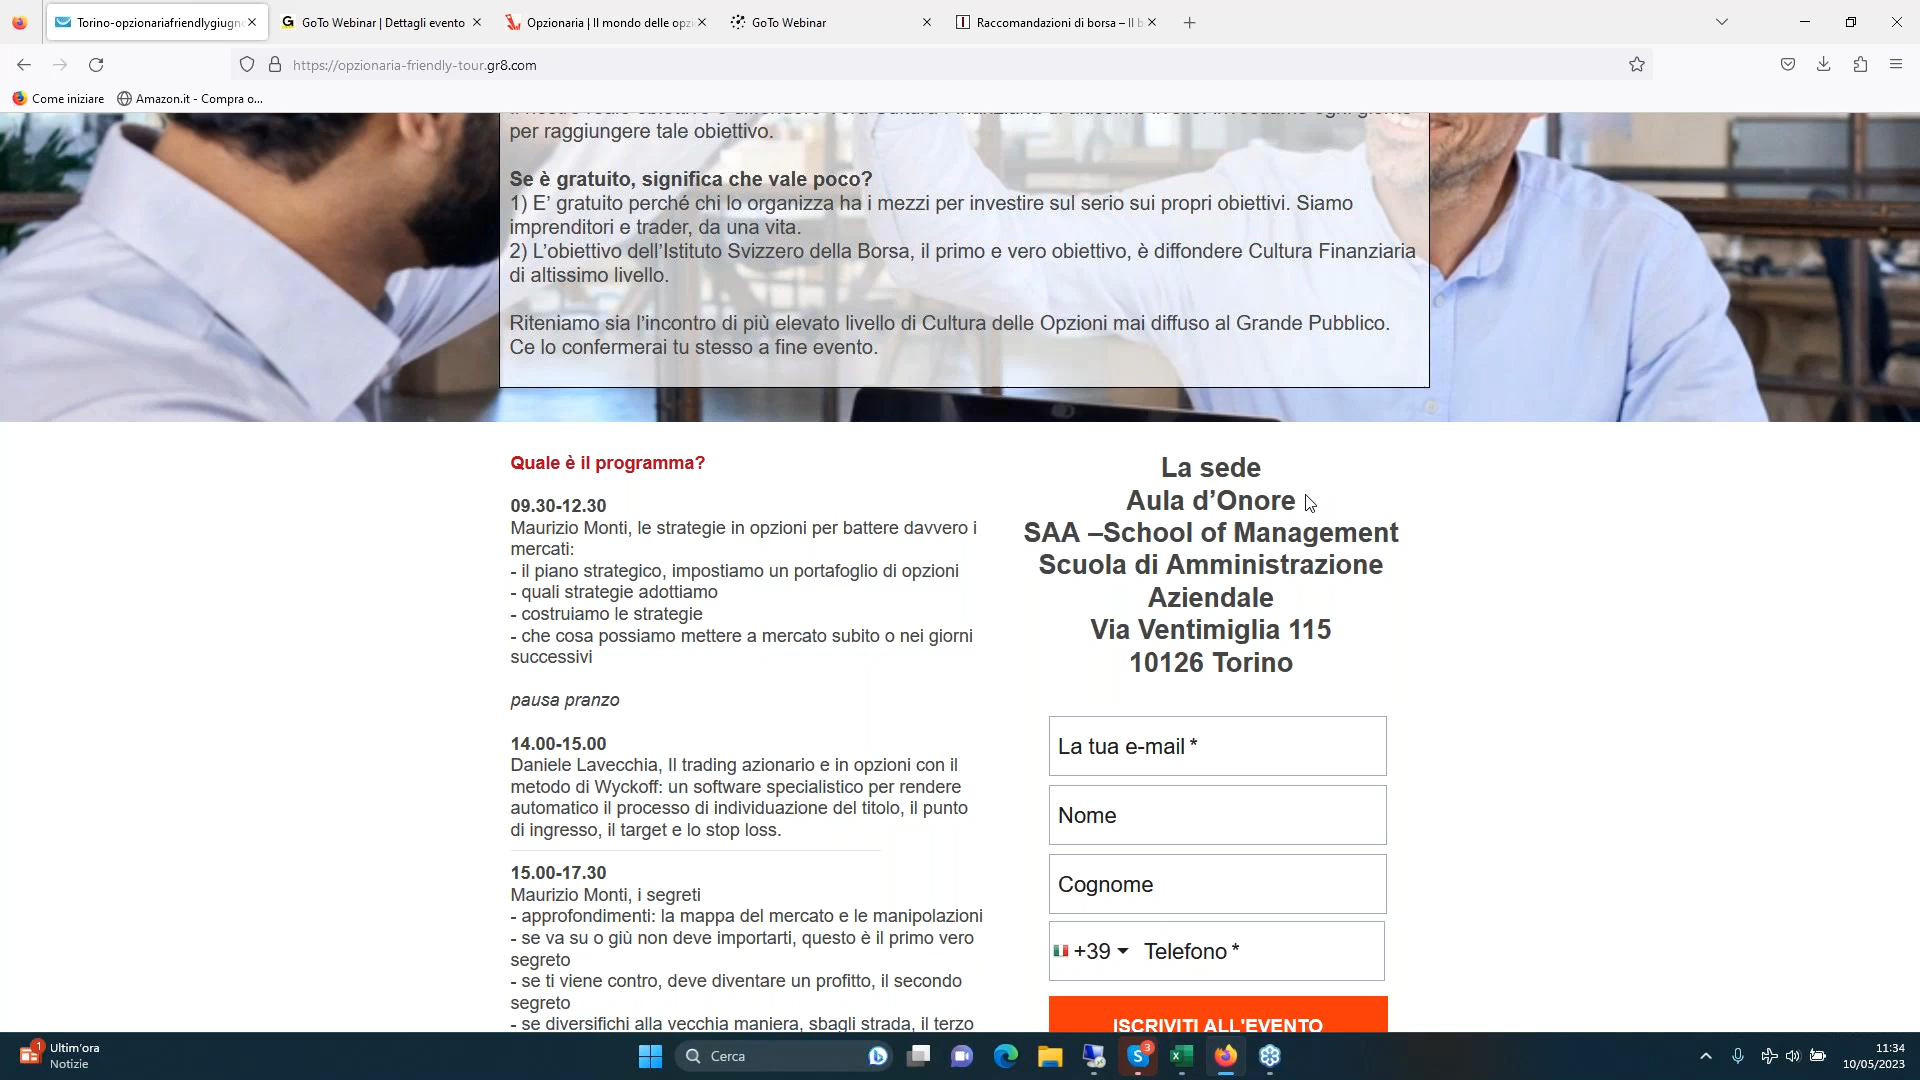 Torino-opzionariafriendlygiugn
GoTo Webinar | Dettagli evento
Opzionaria | Il mondo delle opzi
GoTo Webinar
Raccomandazioni di borsa – Il b
https://opzionaria-friendly-tour.gr8.com
Come iniziare
Amazon.it - Compra o...
per raggiungere tale obiettivo.
Se è gratuito, significa che vale poco?
1) E' gratuito perché chi lo organizza ha i mezzi per investire sul serio sui propri obiettivi. Siamo
imprenditori e trader, da una vita.
2) L'obiettivo dell'Istituto Svizzero della Borsa, il primo e vero obiettivo, è diffondere Cultura Finanziaria
di altissimo livello.
Riteniamo sia l'incontro di più elevato livello di Cultura delle Opzioni mai diffuso al Grande Pubblico.
Ce lo confermerai tu stesso a fine evento.
Quale è il programma?
09.30-12.30
Maurizio Monti, le strategie in opzioni per battere davvero i
mercati:
- il piano strategico, impostiamo un portafoglio di opzioni
- quali strategie adottiamo
- costruiamo le strategie
- che cosa possiamo mettere a mercato subito o nei giorni
successivi
pausa pranzo
14.00-15.00
Daniele Lavecchia, Il trading azionario e in opzioni con il
metodo di Wyckoff: un software specialistico per rendere
automatico il processo di individuazione del titolo, il punto
di ingresso, il target e lo stop loss.
15.00-17.30
Maurizio Monti, i segreti
- approfondimenti: la mappa del mercato e le manipolazioni
- se va su o giù non deve importarti, questo è il primo vero
segreto
- se ti viene contro, deve diventare un profitto, il secondo
segreto
- se diversifichi alla vecchia maniera, sbagli strada, il terzo
La sede
Aula d'Onore
SAA –School of Management
Scuola di Amministrazione
Aziendale
Via Ventimiglia 115
10126 Torino
La tua e-mail *
Nome
Cognome
+39 Telefono *
ISCRIVITI ALL'EVENTO
1
Ultim'ora
Notizie
Cerca
3
11:34
10/05/2023